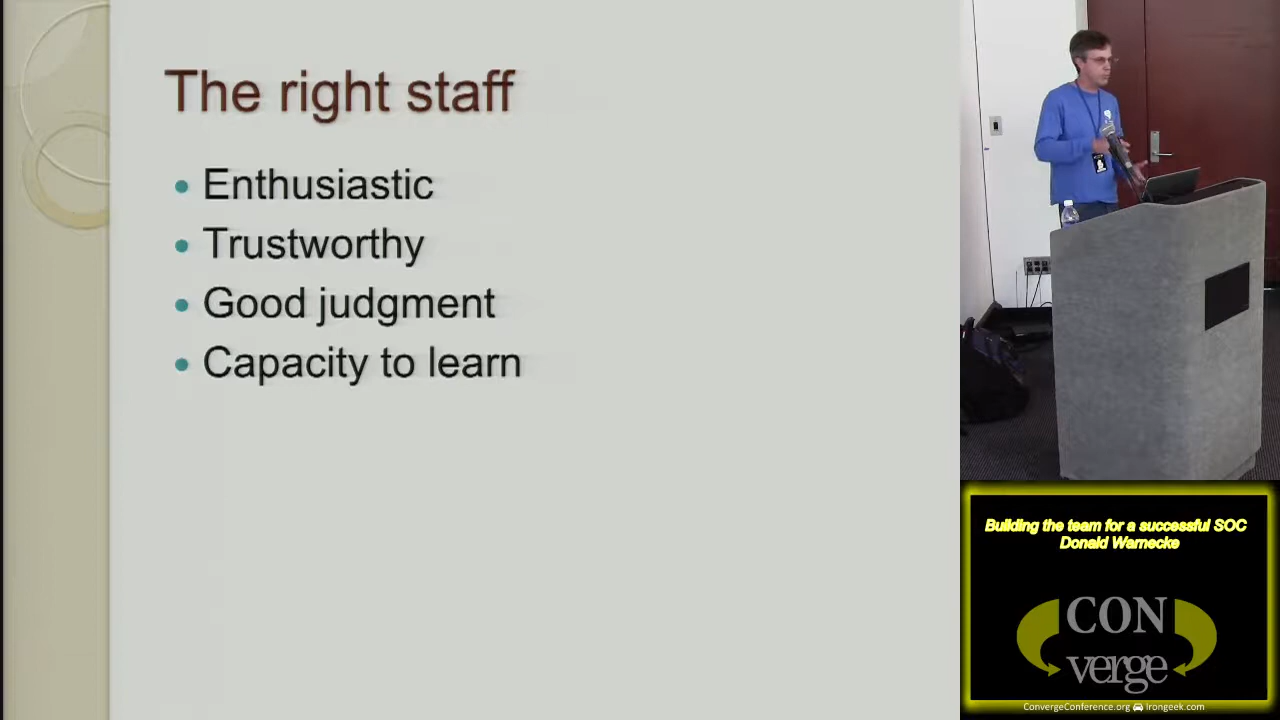 The right staff
Enthusiastic
Trustworthy
Good judgment
Capacity to learn
Building the team for a successful SOC
Donald Warnecke
CON
verge
ConvergeConference.org Irongeek.com